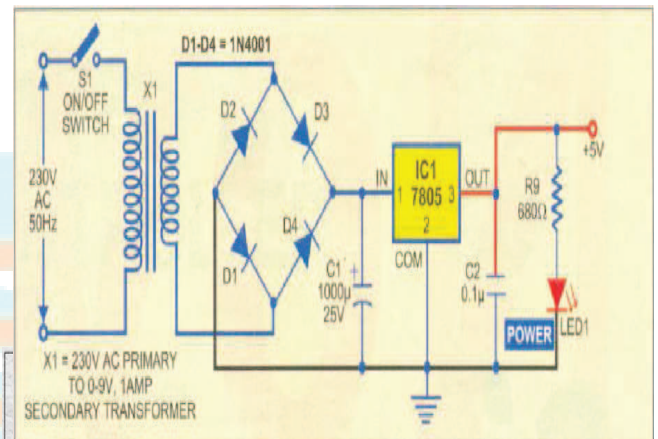 D1-D4 = 1N4001
S1
ON/OFF
SWITCH
X1
D2
D3
230V
AC
50Hz
D1
D4
IN
IC1
1 7805 3
2
OUT
COM
+5V
R9
680Ω
C1
1000µ
25V
+
C2
0.1µ
POWER
LED1
X1 = 230V AC PRIMARY
TO 0-9V, 1AMP
SECONDARY TRANSFORMER